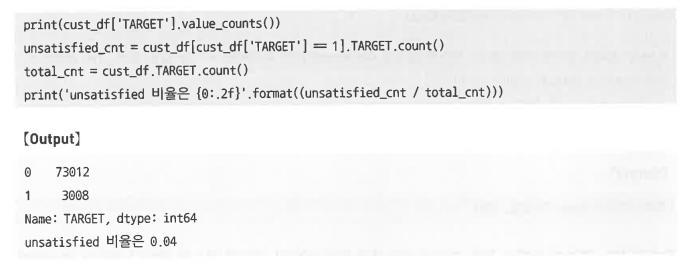 print(cust_df['TARGET'].value_counts())
unsatisfied_cnt = cust_df[cust_df['TARGET'] == 1].TARGET.count()
total_cnt = cust_df.TARGET.count()
print('unsatisfied 비율은 {0:.2f}'.format((unsatisfied_cnt / total_cnt)))
【Output】
0 73012
1 3008
Name: TARGET, dtype: int64
unsatisfied 비율은 0.04